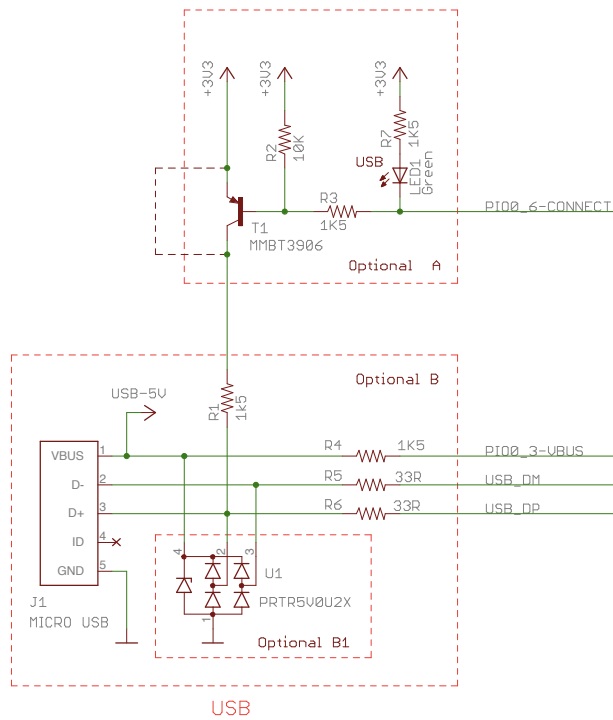 +3V3
+3V3
+3V3
R2
10K
R7
1K5
USB
LED1
Green
R3
1K5
PIO0_6-CONNECT
T1
MMBT3906
Optional A
Optional B
USB-5V
R1
1k5
R4
1K5
PIO0_3-VBUS
VBUS
1
R5
33R
USB_DM
D-
2
R6
33R
USB_DP
D+
3
ID
4
GND
5
4
2
3
U1
PRTR5V0U2X
1
J1
MICRO USB
Optional B1
USB